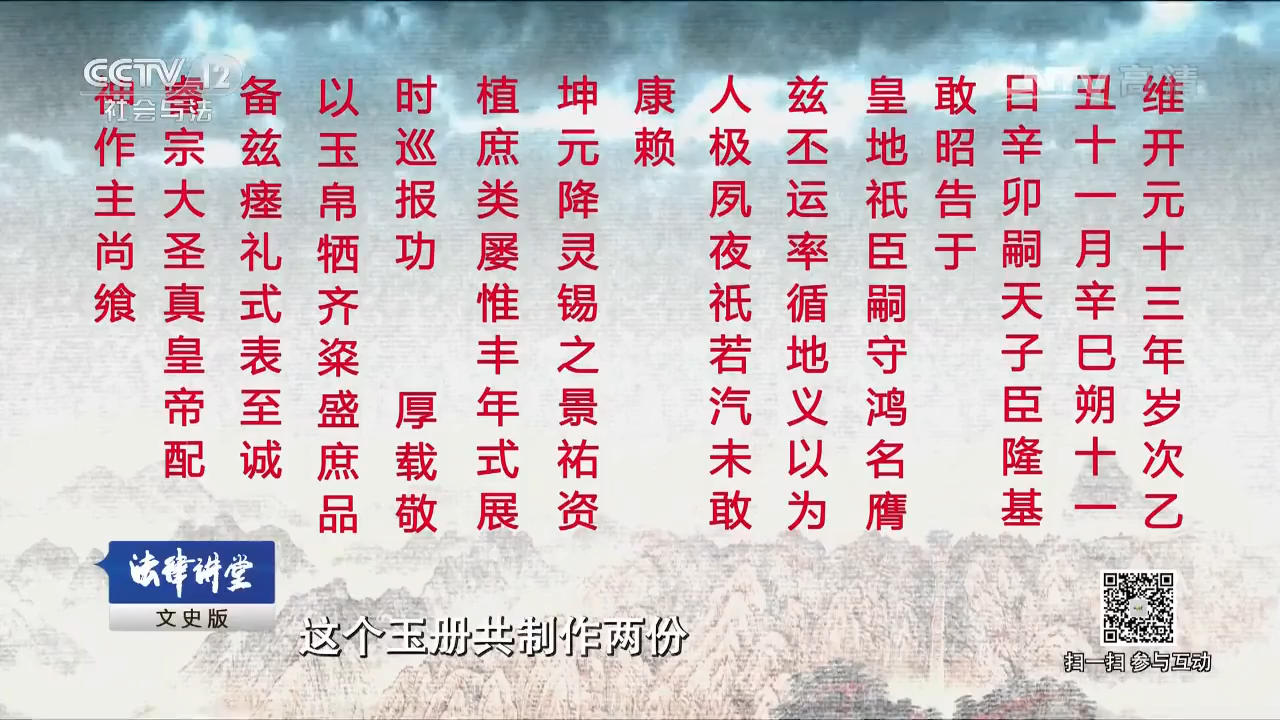 维开元十三年岁次乙
丑十一月辛巳朔十一
日辛卯嗣天子臣隆基
敢昭告于
皇地祇臣嗣守鸿名膺
兹丕运率循地义以为
人极夙夜祇若汽未敢
康赖
坤元降灵锡之景祐资
植庶类屡惟丰年式展
时巡报功 厚载敬
以玉帛牺齐粢盛庶品
备兹瘗礼式表至诚
睿宗大圣真皇帝配
神作主尚飨
CCTV 12
社会与法
高清
法律讲堂
文史版
这个玉册共制作两份
扫一扫 参与互动